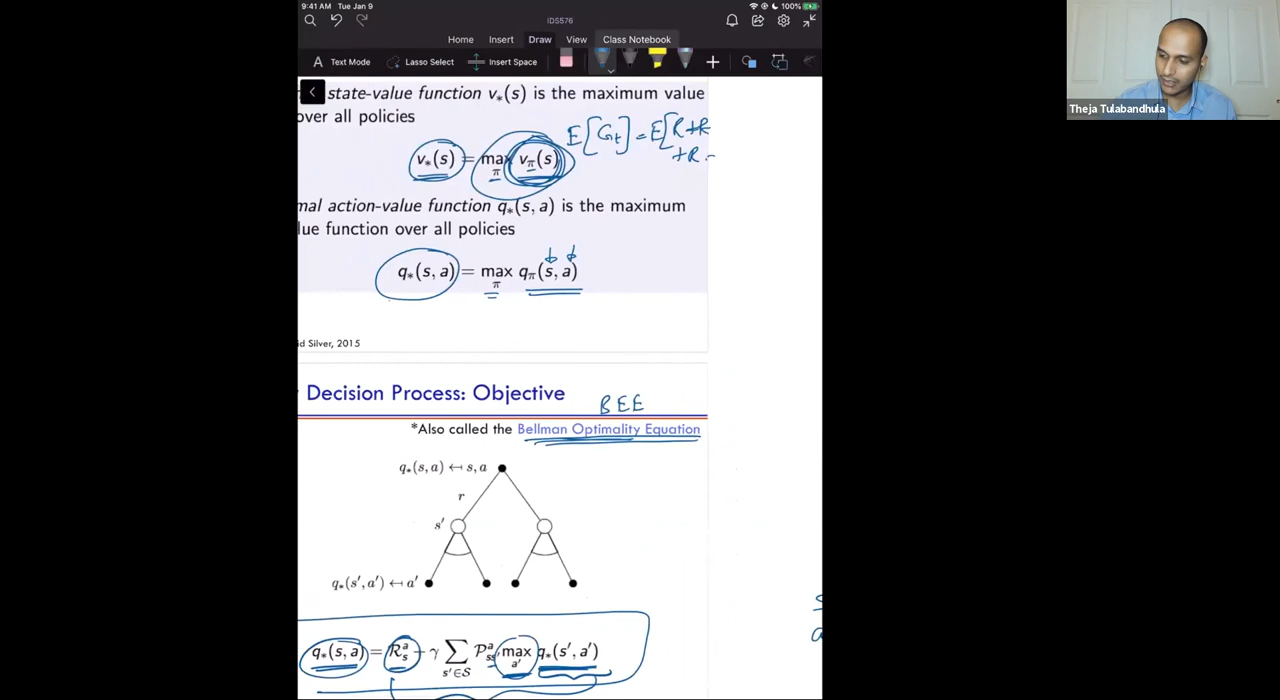 9:41 AM Tue Jan 9
100%
IDS576
Home Insert Draw View Class Notebook
Text Mode Lasso Select Insert Space
state-value function v*(s) is the maximum value
over all policies
v*(s) = max vπ(s)
π
E[Gt] = E[R+R
+R
mal action-value function q*(s, a) is the maximum
lue function over all policies
q*(s, a) = max qπ(s, a)
π
id Silver, 2015
Decision Process: Objective
BEE
*Also called the Bellman Optimality Equation
q*(s, a) ↤ s, a
r
s′
q*(s′, a′) ↤ a′
q*(s, a) = R^a_s + γ ∑ P^a_ss′ max q*(s′, a′)
s′∈S a′
Theja Tulabandhula